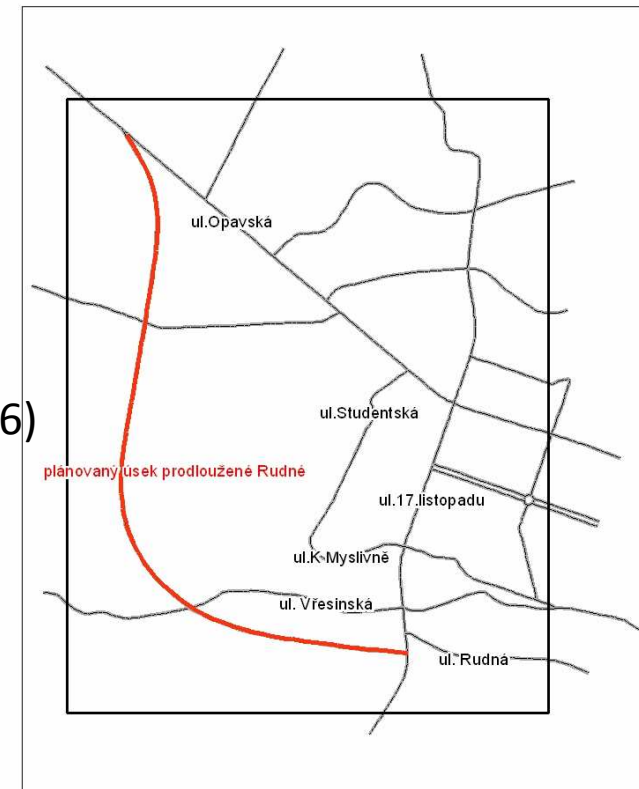 ul.Opavská
ul.Studentská
6)
plánovaný úsek prodloužené Rudné
ul.17.listopadu
ul.K Myslivně
ul. Vřesinská
ul. Rudná